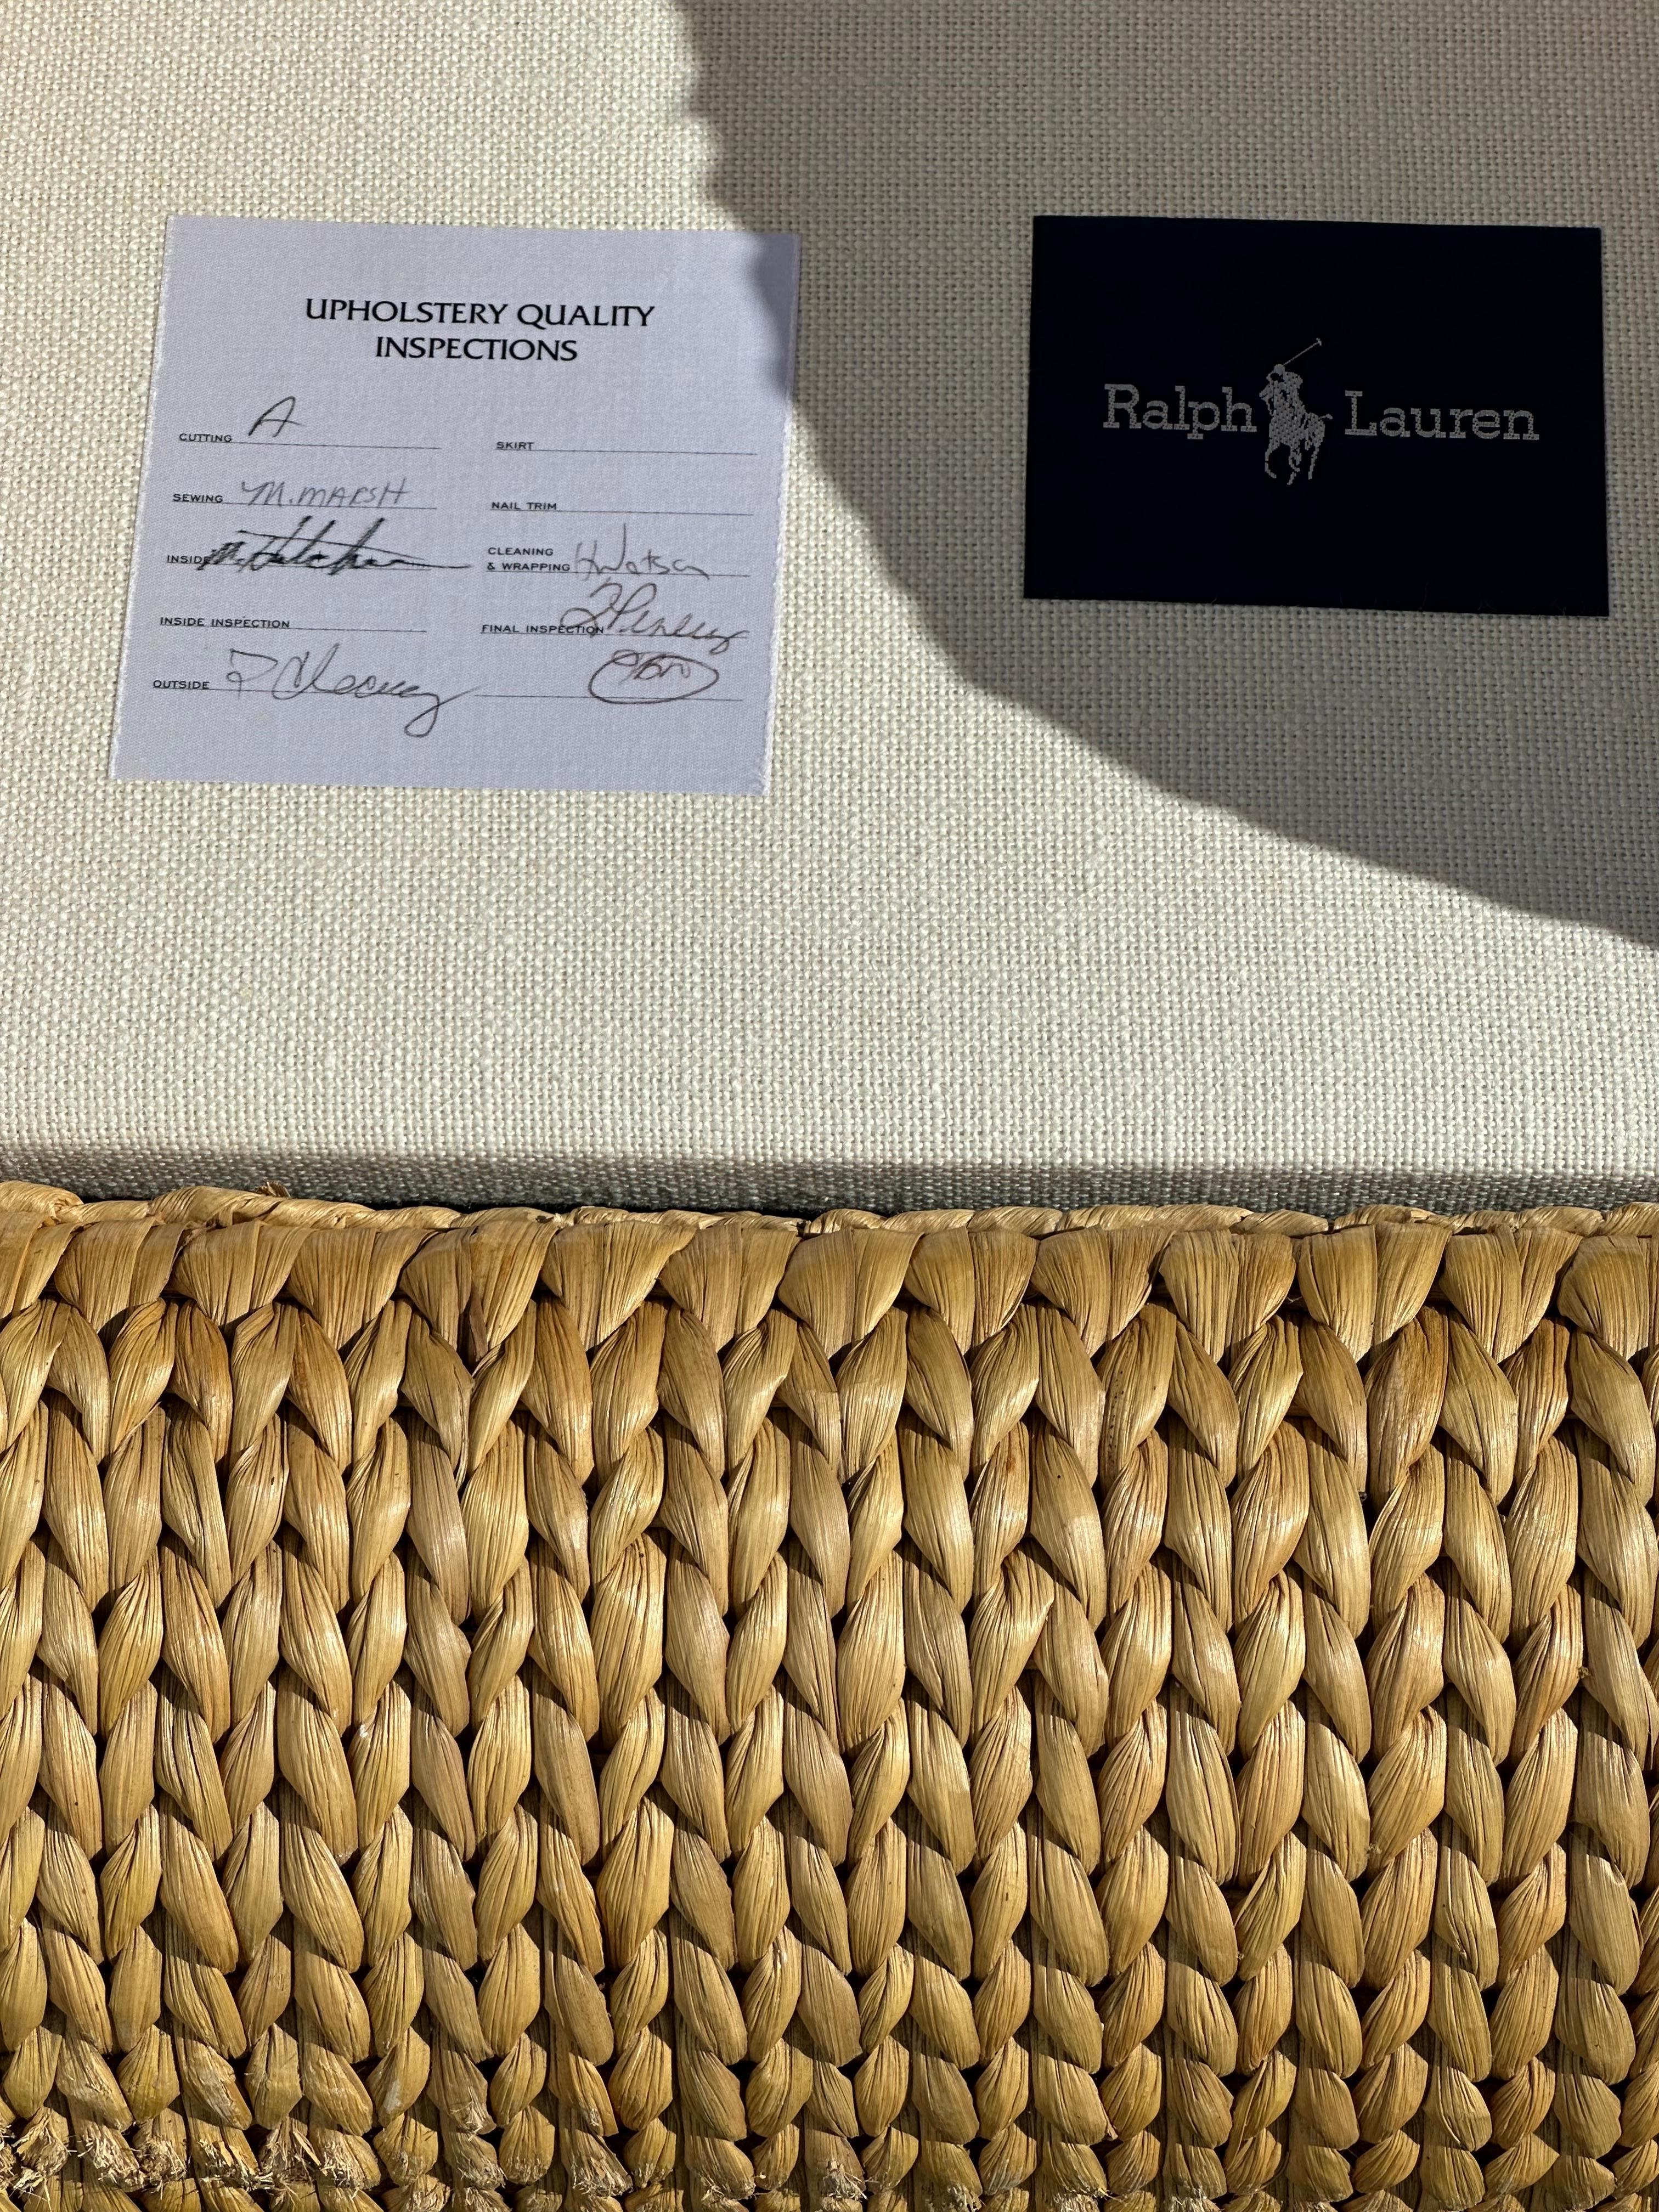 UPHOLSTERY QUALITY
INSPECTIONS
CUTTING A
SKIRT
SEWING M. MARSH
NAIL TRIM
INSIDE
CLEANING
& WRAPPING H Watson
INSIDE INSPECTION
FINAL INSPECTION
OUTSIDE
Ralph Lauren